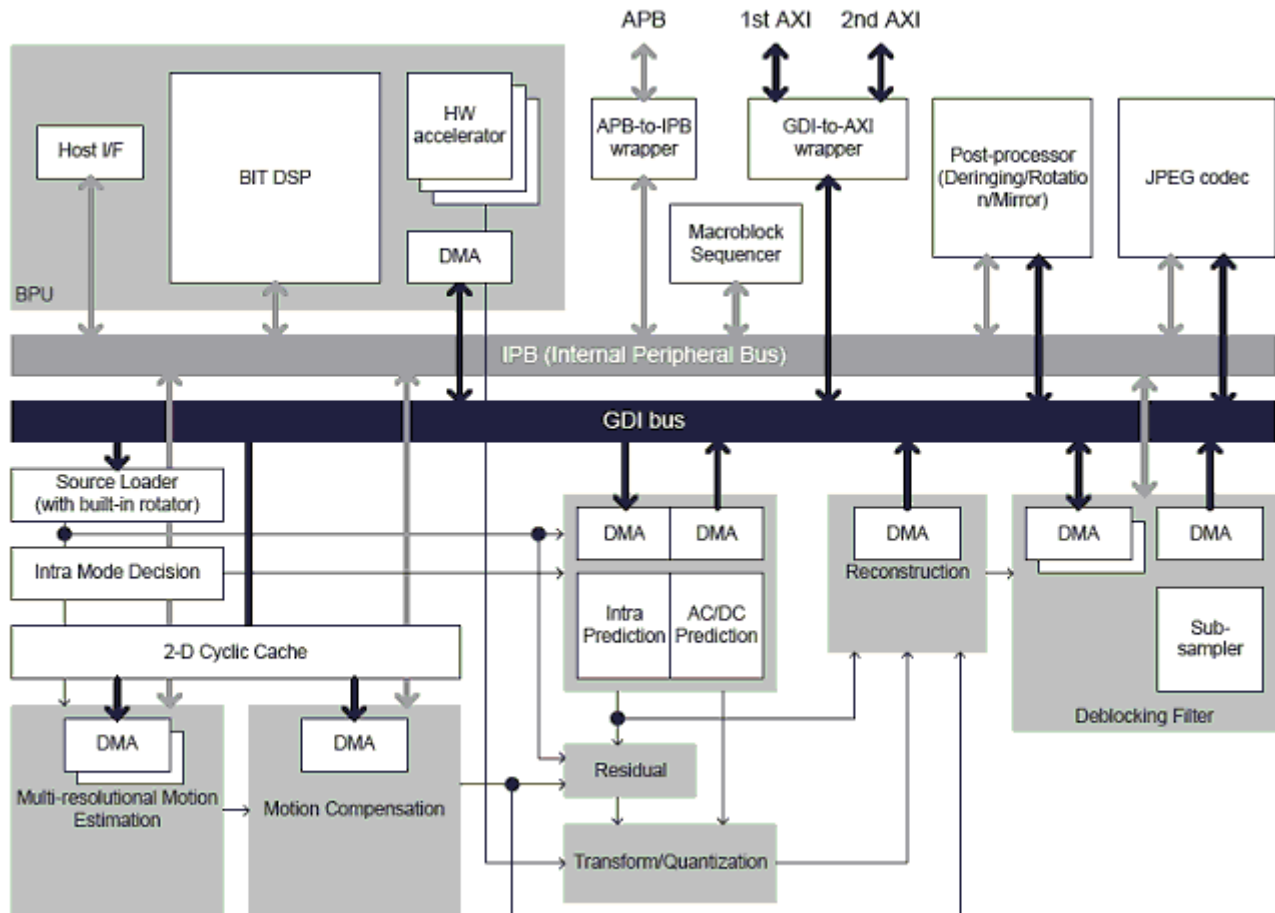 APB
1st AXI
2nd AXI
Host I/F
BIT DSP
HW
accelerator
DMA
BPU
APB-to-IPB
wrapper
GDI-to-AXI
wrapper
Macroblock
Sequencer
Post-processor
(Deringing/Rotatio
n/Mirror)
JPEG codec
IPB (Internal Peripheral Bus)
GDI bus
Source Loader
(with built-in rotator)
Intra Mode Decision
2-D Cyclic Cache
DMA
Multi-resolutional Motion
Estimation
DMA
Motion Compensation
DMA
DMA
Intra
Prediction
AC/DC
Prediction
Residual
Transform/Quantization
DMA
Reconstruction
DMA
DMA
Sub-
sampler
Deblocking Filter